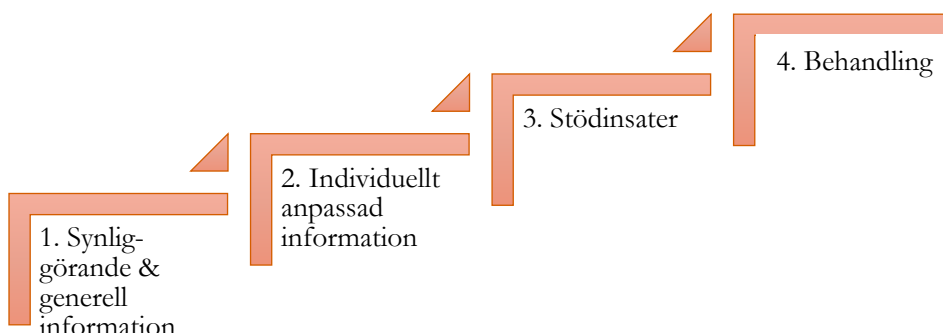 1. Synlig-
görande &
generell
information
2. Individuellt
anpassad
information
3. Stödinsater
4. Behandling